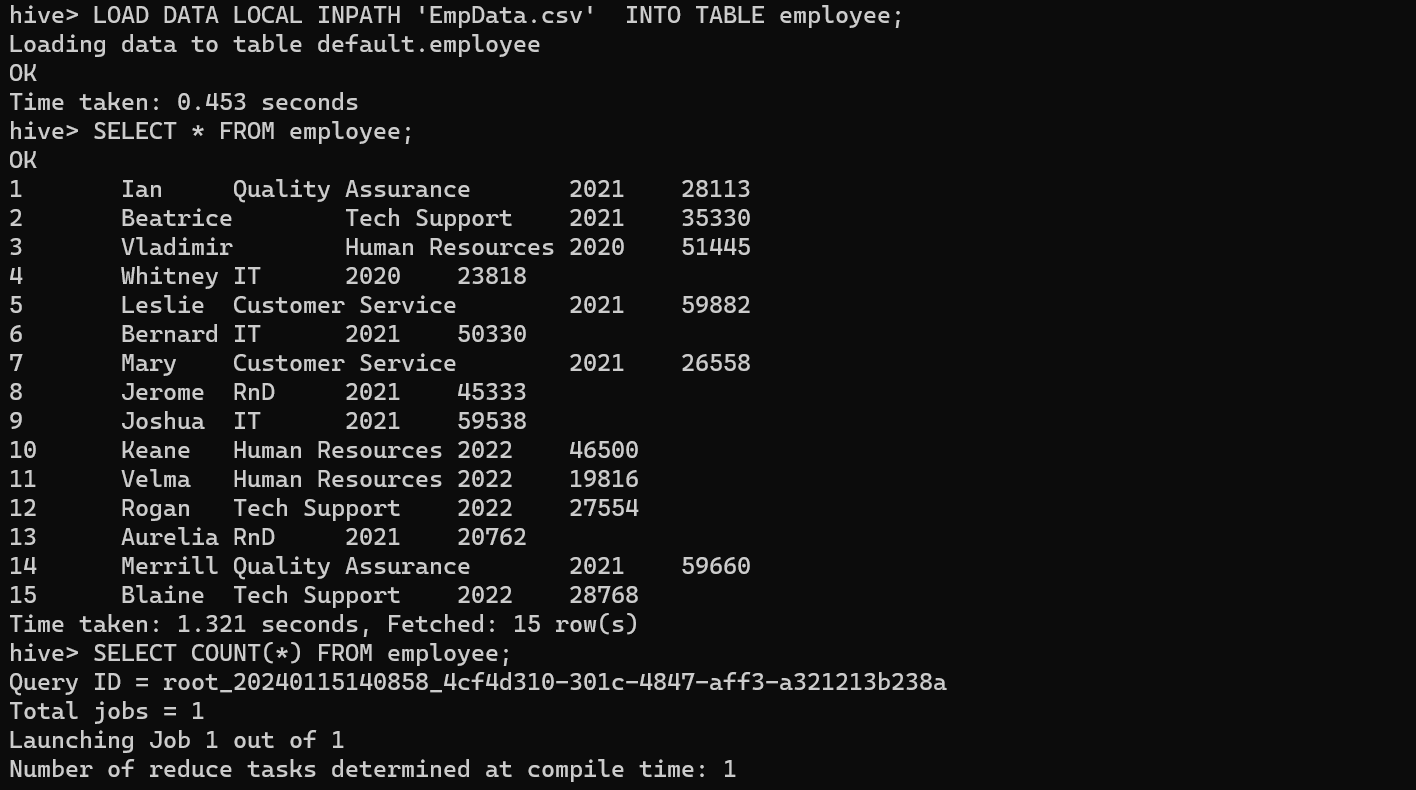 hive> LOAD DATA LOCAL INPATH 'EmpData.csv'  INTO TABLE employee;
Loading data to table default.employee
OK
Time taken: 0.453 seconds
hive> SELECT * FROM employee;
OK
1	Ian	Quality Assurance	2021	28113
2	Beatrice	Tech Support	2021	35330
3	Vladimir	Human Resources	2020	51445
4	Whitney	IT	2020	23818
5	Leslie	Customer Service	2021	59882
6	Bernard	IT	2021	50330
7	Mary	Customer Service	2021	26558
8	Jerome	RnD	2021	45333
9	Joshua	IT	2021	59538
10	Keane	Human Resources	2022	46500
11	Velma	Human Resources	2022	19816
12	Rogan	Tech Support	2022	27554
13	Aurelia	RnD	2021	20762
14	Merrill	Quality Assurance	2021	59660
15	Blaine	Tech Support	2022	28768
Time taken: 1.321 seconds, Fetched: 15 row(s)
hive> SELECT COUNT(*) FROM employee;
Query ID = root_20240115140858_4cf4d310-301c-4847-aff3-a321213b238a
Total jobs = 1
Launching Job 1 out of 1
Number of reduce tasks determined at compile time: 1